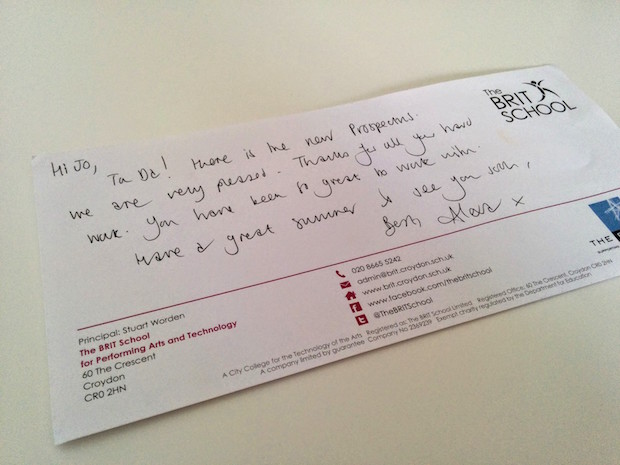 The
BRIT
SCHOOL
Hi Jo,
Ta Da! Here is the new Prospectus.
we are very pleased. Thanks for all your hard
work. You have been so great to work with.
Have a great summer & see you soon,
Best, x
020 8665 5242
admin@brit.croydon.sch.uk
www.brit.croydon.sch.uk
www.facebook.com/thebritschool
@TheBRITSchool
THE
Principal: Stuart Worden
The BRIT School
for Performing Arts and Technology
60 The Crescent
Croydon
CR0 2HN
A City College for the Technology of the Arts. Registered as: The BRIT School Limited Registered Office, 60 The Crescent, Croydon CR0 2HN
A company limited by guarantee Company No 2369239 Exempt charity regulated by the Department for Education